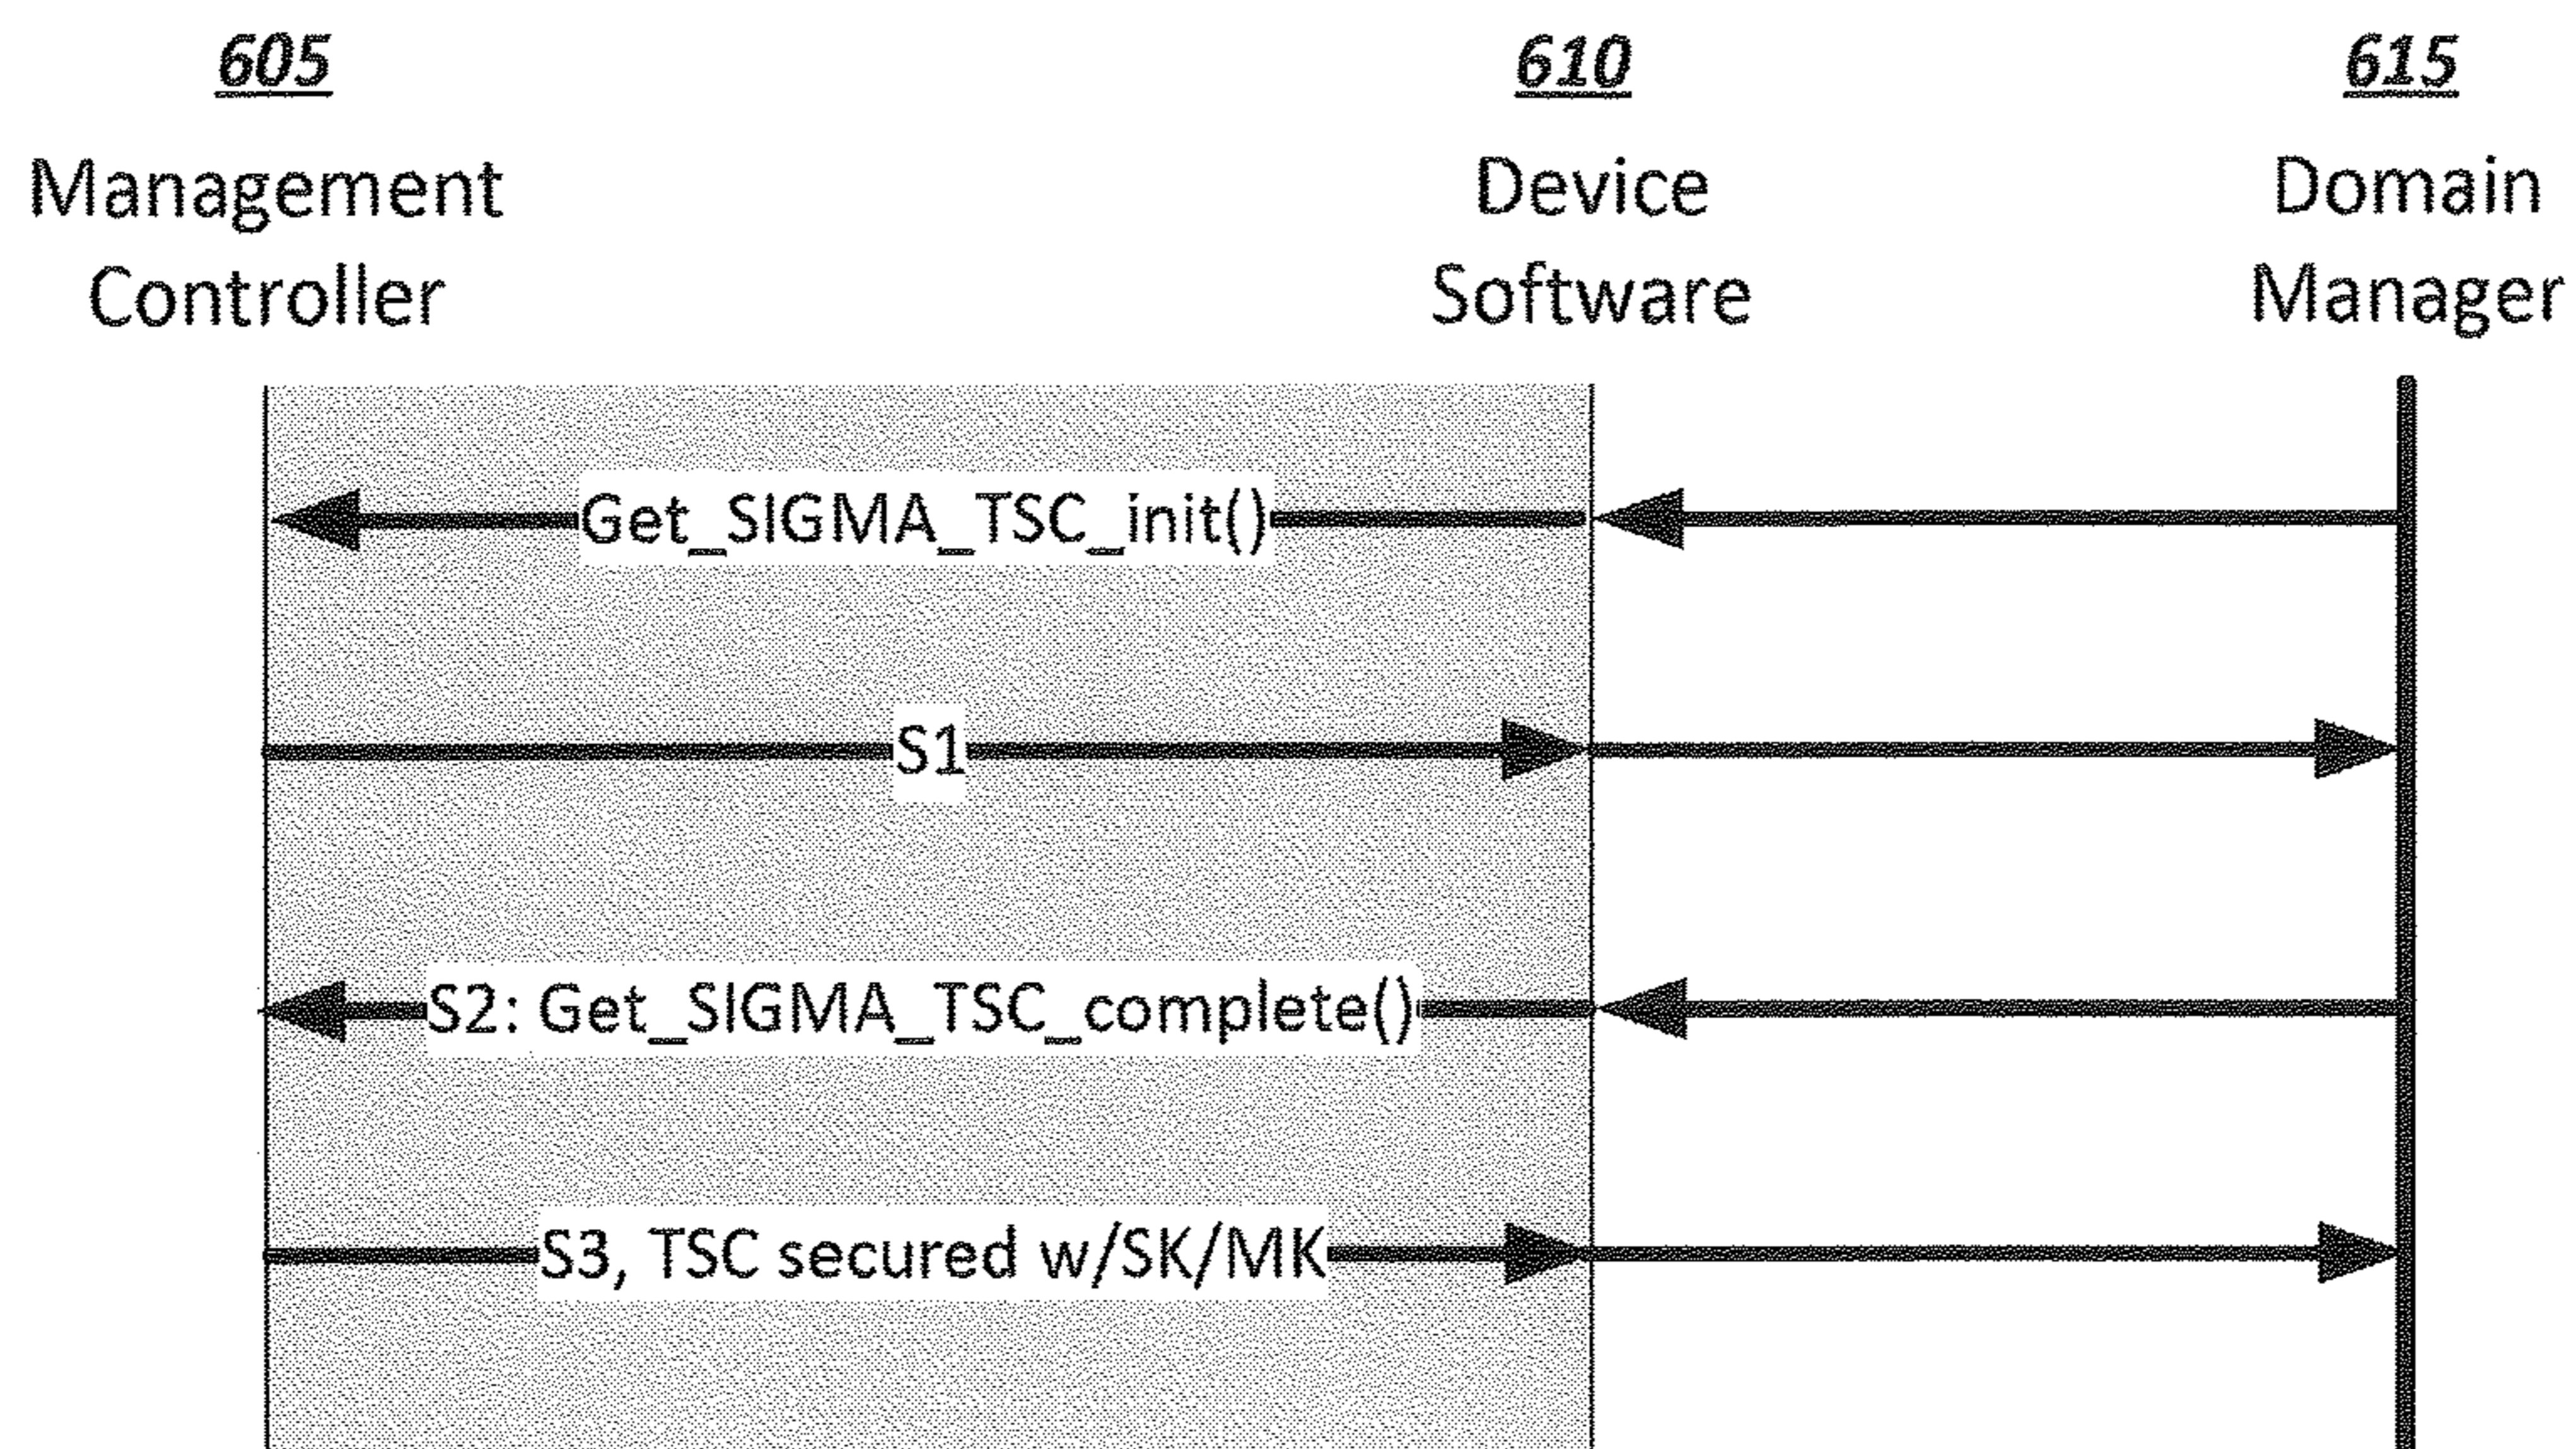 605
610
615
Management
Controller
Device
Software
Domain
Manager
Get_SIGMA_TSC_init()
S1
S2: Get_SIGMA_TSC_complete()
S3, TSC secured w/SK/MK